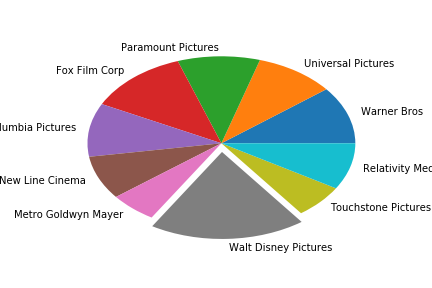 Paramount Pictures
Universal Pictures
Fox Film Corp
Warner Bros
lumbia Pictures
Relativity Med
New Line Cinema
Touchstone Pictures
Metro Goldwyn Mayer
Walt Disney Pictures